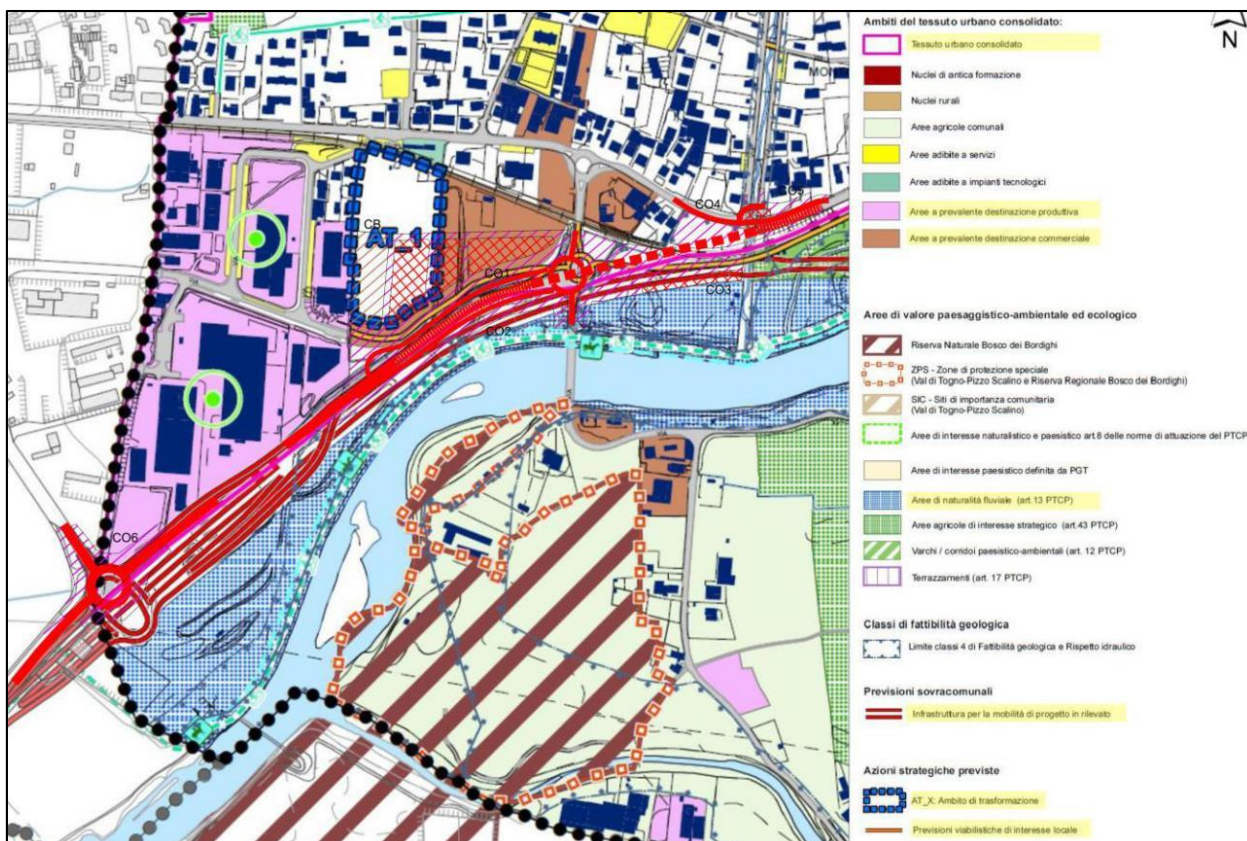 Ambiti del tessuto urbano consolidato:
N
Tessuto urbano consolidato
Nuclei di antica formazione
Nuclei rurali
Aree agricole comunali
Aree adibite a servizi
Aree adibite a impianti tecnologici
Aree a prevalente destinazione produttiva
Aree a prevalente destinazione commerciale
Aree di valore paesaggistico-ambientale ed ecologico
Riserva Naturale Bosco dei Bordighi
ZPS - Zone di protezione speciale
(Val di Togno-Pizzo Scalino e Riserva Regionale Bosco dei Bordighi)
SIC - Siti di importanza comunitaria
(Val di Togno-Pizzo Scalino)
Aree di interesse naturalistico e paesistico art.8 delle norme di attuazione del PTCP
Aree di interesse paesistico definita da PGT
Aree di naturalità fluviale (art.13 PTCP)
Aree agricole di interesse strategico (art.43 PTCP)
Varchi / corridoi paesistico-ambientali (art. 12 PTCP)
Terrazzamenti (art. 17 PTCP)
Classi di fattibilità geologica
Limite classi 4 di Fattibilità geologica e Rispetto idraulico
Previsioni sovracomunali
Infrastruttura per la mobilità di progetto in rilevato
Azioni strategiche previste
AT_X: Ambito di trasformazione
Previsioni viabilistiche di interesse locale
CO5
CO4
CB
AT_1
CO1
CO3
CO2
CO6